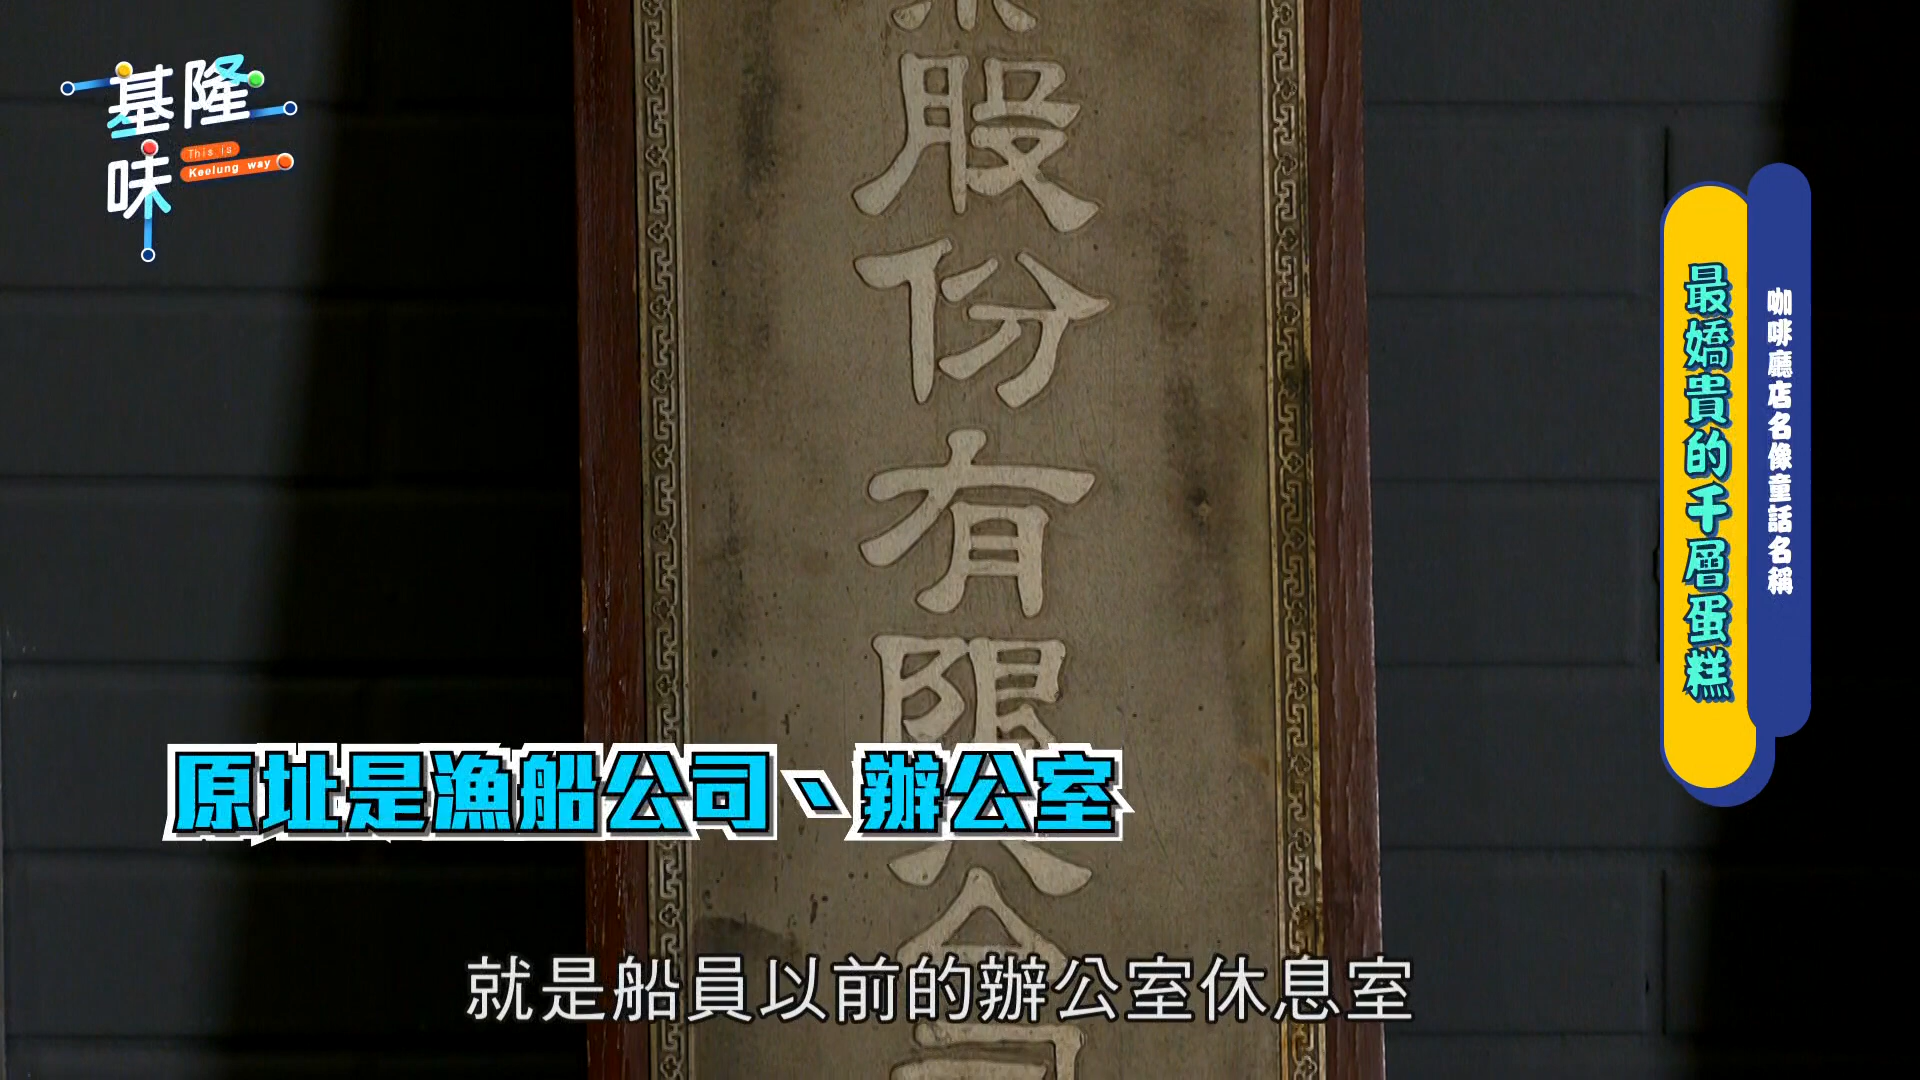 基隆味
This is
Keelung way
股份有限公司
咖啡廳店名像童話名稱
最嬌貴的千層蛋糕
原址是漁船公司、辦公室
就是船員以前的辦公室休息室